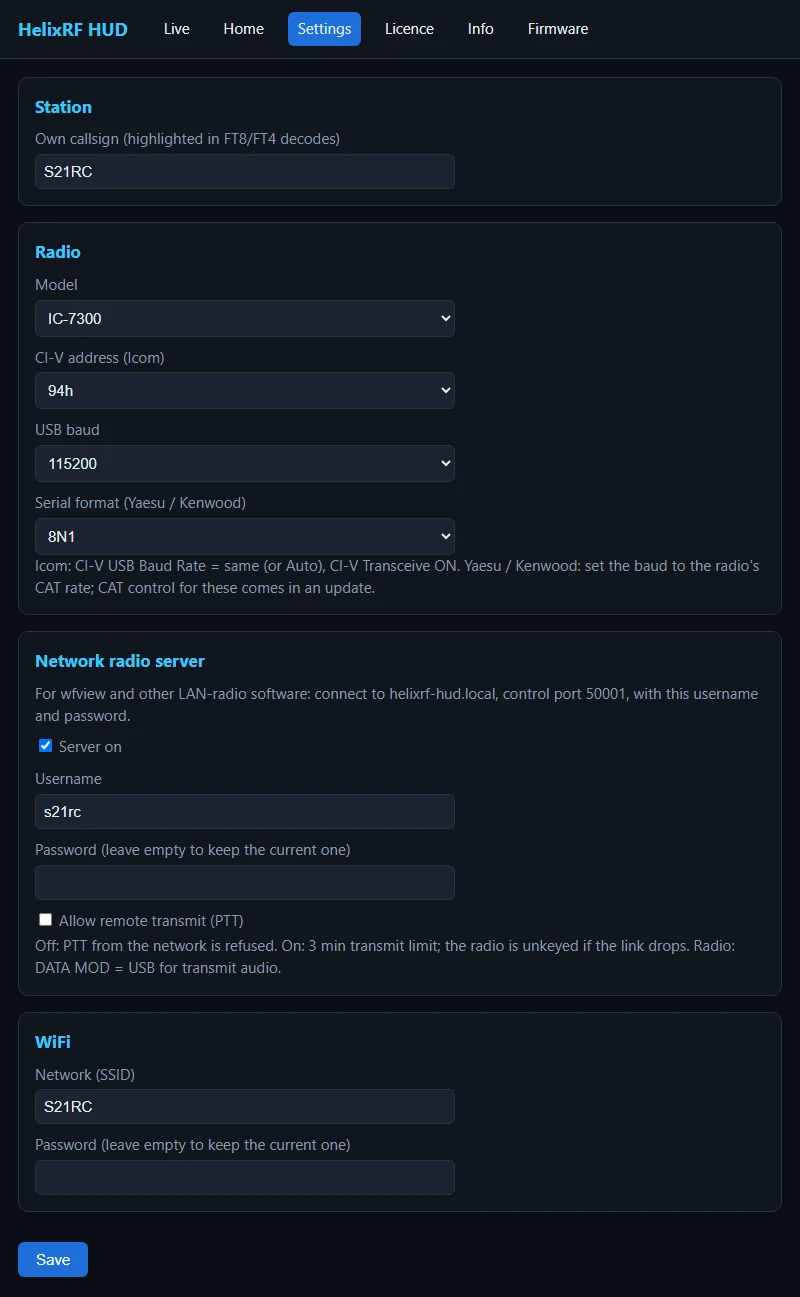 HelixRF HUD Live Home Settings Licence Info Firmware
Station
Own callsign (highlighted in FT8/FT4 decodes)
S21RC
Radio
Model
IC-7300
CI-V address (Icom)
94h
USB baud
115200
Serial format (Yaesu / Kenwood)
8N1
Icom: CI-V USB Baud Rate = same (or Auto), CI-V Transceive ON. Yaesu / Kenwood: set the baud to the radio's
CAT rate; CAT control for these comes in an update.
Network radio server
For wfview and other LAN-radio software: connect to helixrf-hud.local, control port 50001, with this username
and password.
Server on
Username
s21rc
Password (leave empty to keep the current one)
Allow remote transmit (PTT)
Off: PTT from the network is refused. On: 3 min transmit limit; the radio is unkeyed if the link drops. Radio:
DATA MOD = USB for transmit audio.
WiFi
Network (SSID)
S21RC
Password (leave empty to keep the current one)
Save